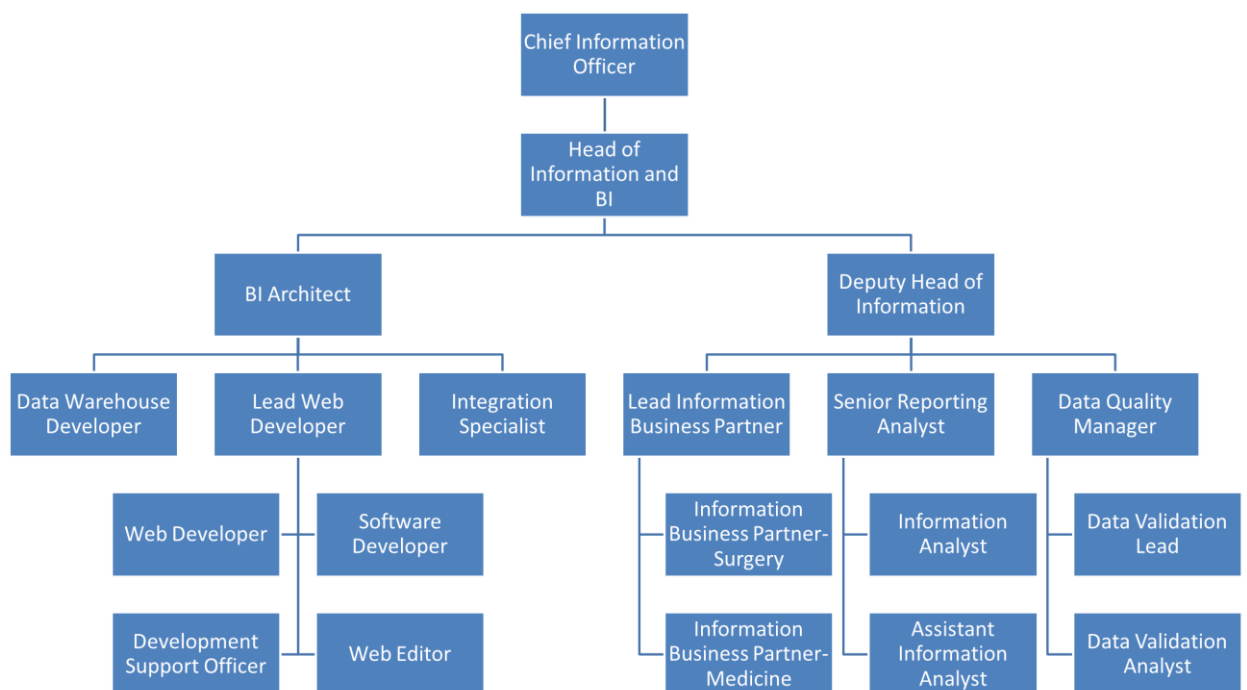 Chief Information
Officer
Head of
Information and
BI
BI Architect
Deputy Head of
Information
Data Warehouse
Developer
Lead Web
Developer
Integration
Specialist
Lead Information
Business Partner
Senior Reporting
Analyst
Data Quality
Manager
Web Developer
Software
Developer
Information
Business Partner-
Surgery
Information
Analyst
Data Validation
Lead
Development
Support Officer
Web Editor
Information
Business Partner-
Medicine
Assistant
Information
Analyst
Data Validation
Analyst